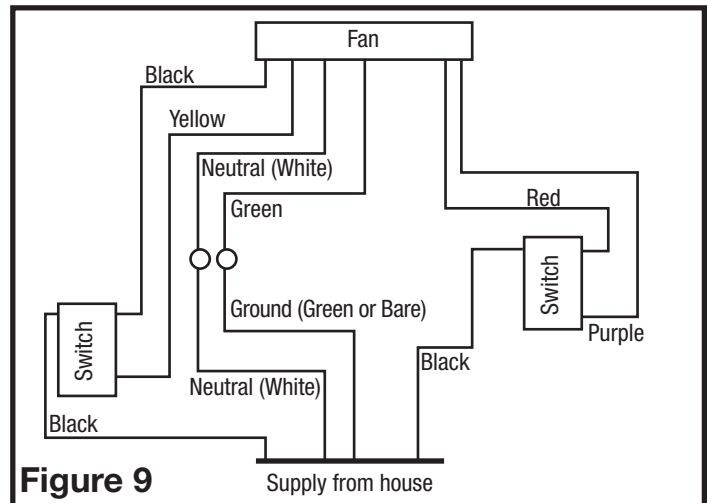 Fan
Black
Yellow
Neutral (White)
Green
Red
Switch
Ground (Green or Bare)
Purple
Switch
Black
Neutral (White)
Black
Figure 9
Supply from house